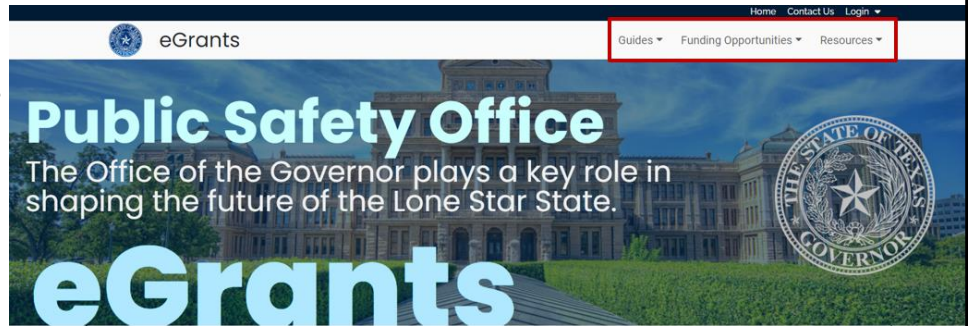 Home Contact Us Login
eGrants
Guides Funding Opportunities Resources
Public Safety Office
The Office of the Governor plays a key role in
shaping the future of the Lone Star State.
eGrants
THE STATE OF TEXAS
GOVERNOR